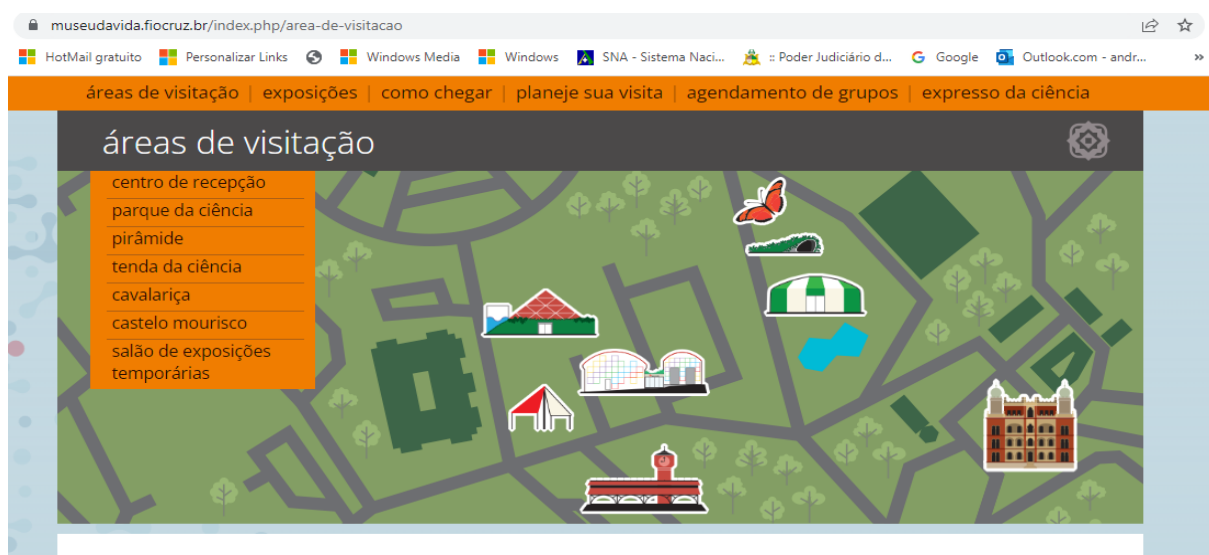 museudavida.fiocruz.br/index.php/area-de-visitacao
HotMail gratuito Personalizar Links Windows Media Windows SNA - Sistema Naci... :: Poder Judiciário d... Google Outlook.com - andr... »
áreas de visitação | exposições | como chegar | planeje sua visita | agendamento de grupos | expresso da ciência
áreas de visitação
centro de recepção
parque da ciência
pirâmide
tenda da ciência
cavalariça
castelo mourisco
salão de exposições
temporárias